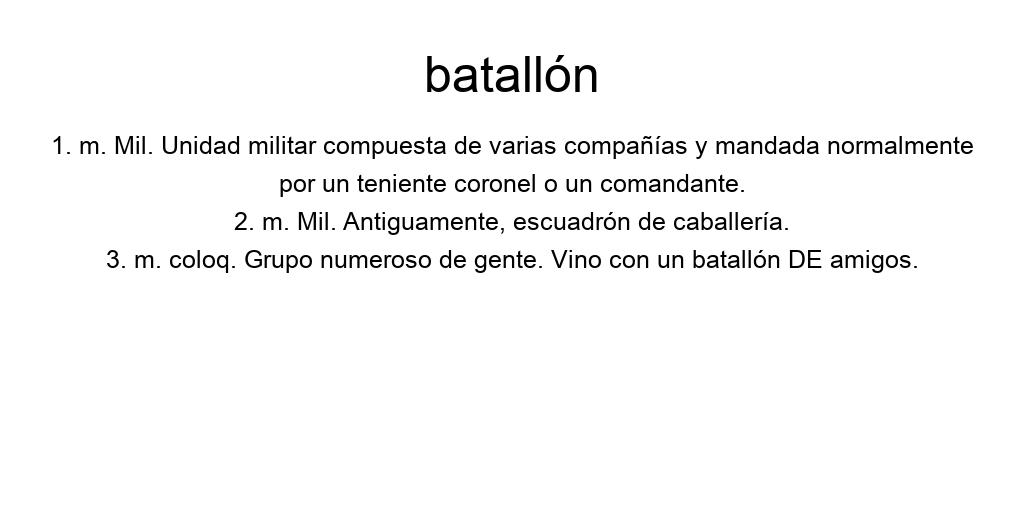 batallón
1. m. Mil. Unidad militar compuesta de varias compañías y mandada normalmente
por un teniente coronel o un comandante.
2. m. Mil. Antiguamente, escuadrón de caballería.
3. m. coloq. Grupo numeroso de gente. Vino con un batallón DE amigos.